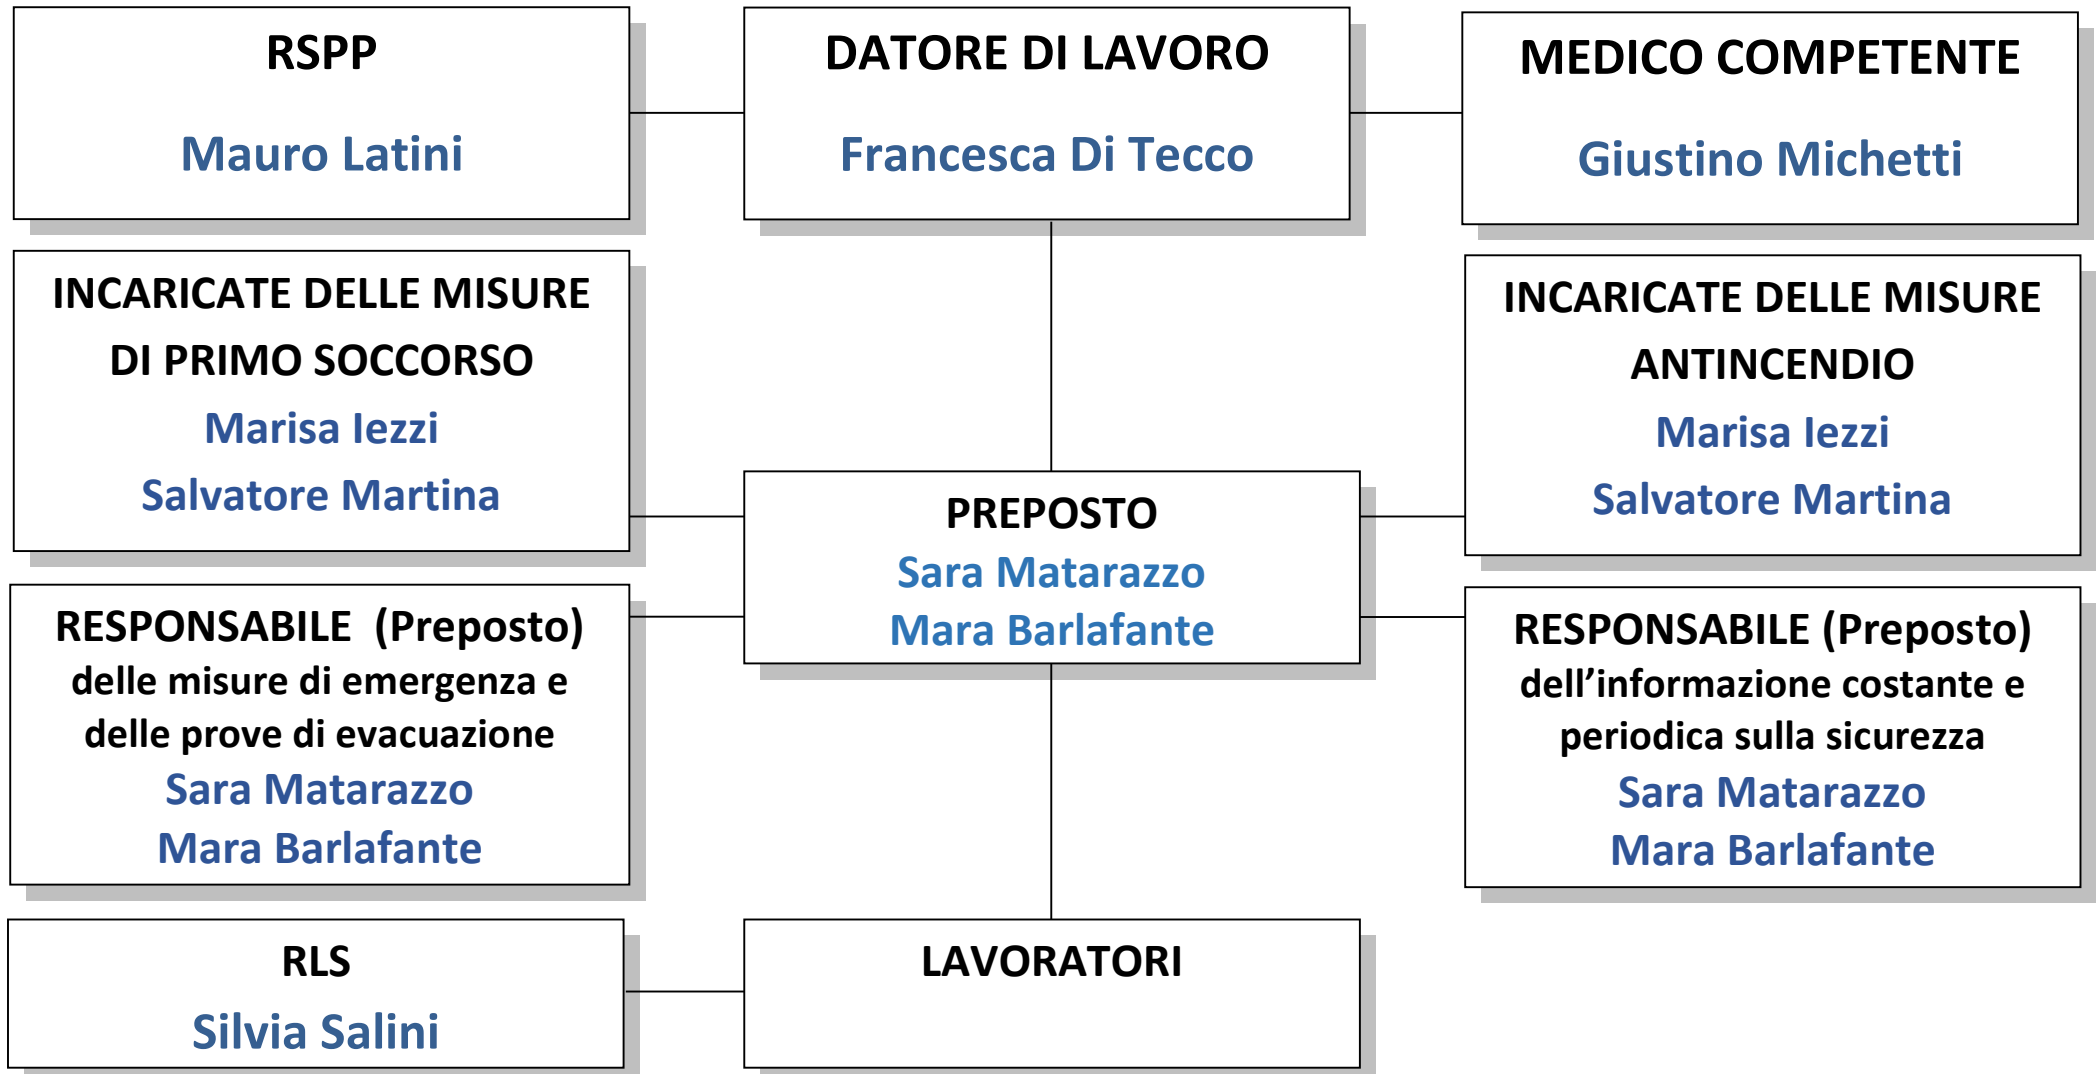 RSPP
Mauro Latini
DATORE DI LAVORO
Francesca Di Tecco
MEDICO COMPETENTE
Giustino Michetti
INCARICATE DELLE MISURE
DI PRIMO SOCCORSO
Marisa Iezzi
Salvatore Martina
INCARICATE DELLE MISURE
ANTINCENDIO
Marisa Iezzi
Salvatore Martina
PREPOSTO
Sara Matarazzo
Mara Barlafante
RESPONSABILE (Preposto)
delle misure di emergenza e
delle prove di evacuazione
Sara Matarazzo
Mara Barlafante
RESPONSABILE (Preposto)
dell’informazione costante e
periodica sulla sicurezza
Sara Matarazzo
Mara Barlafante
RLS
Silvia Salini
LAVORATORI